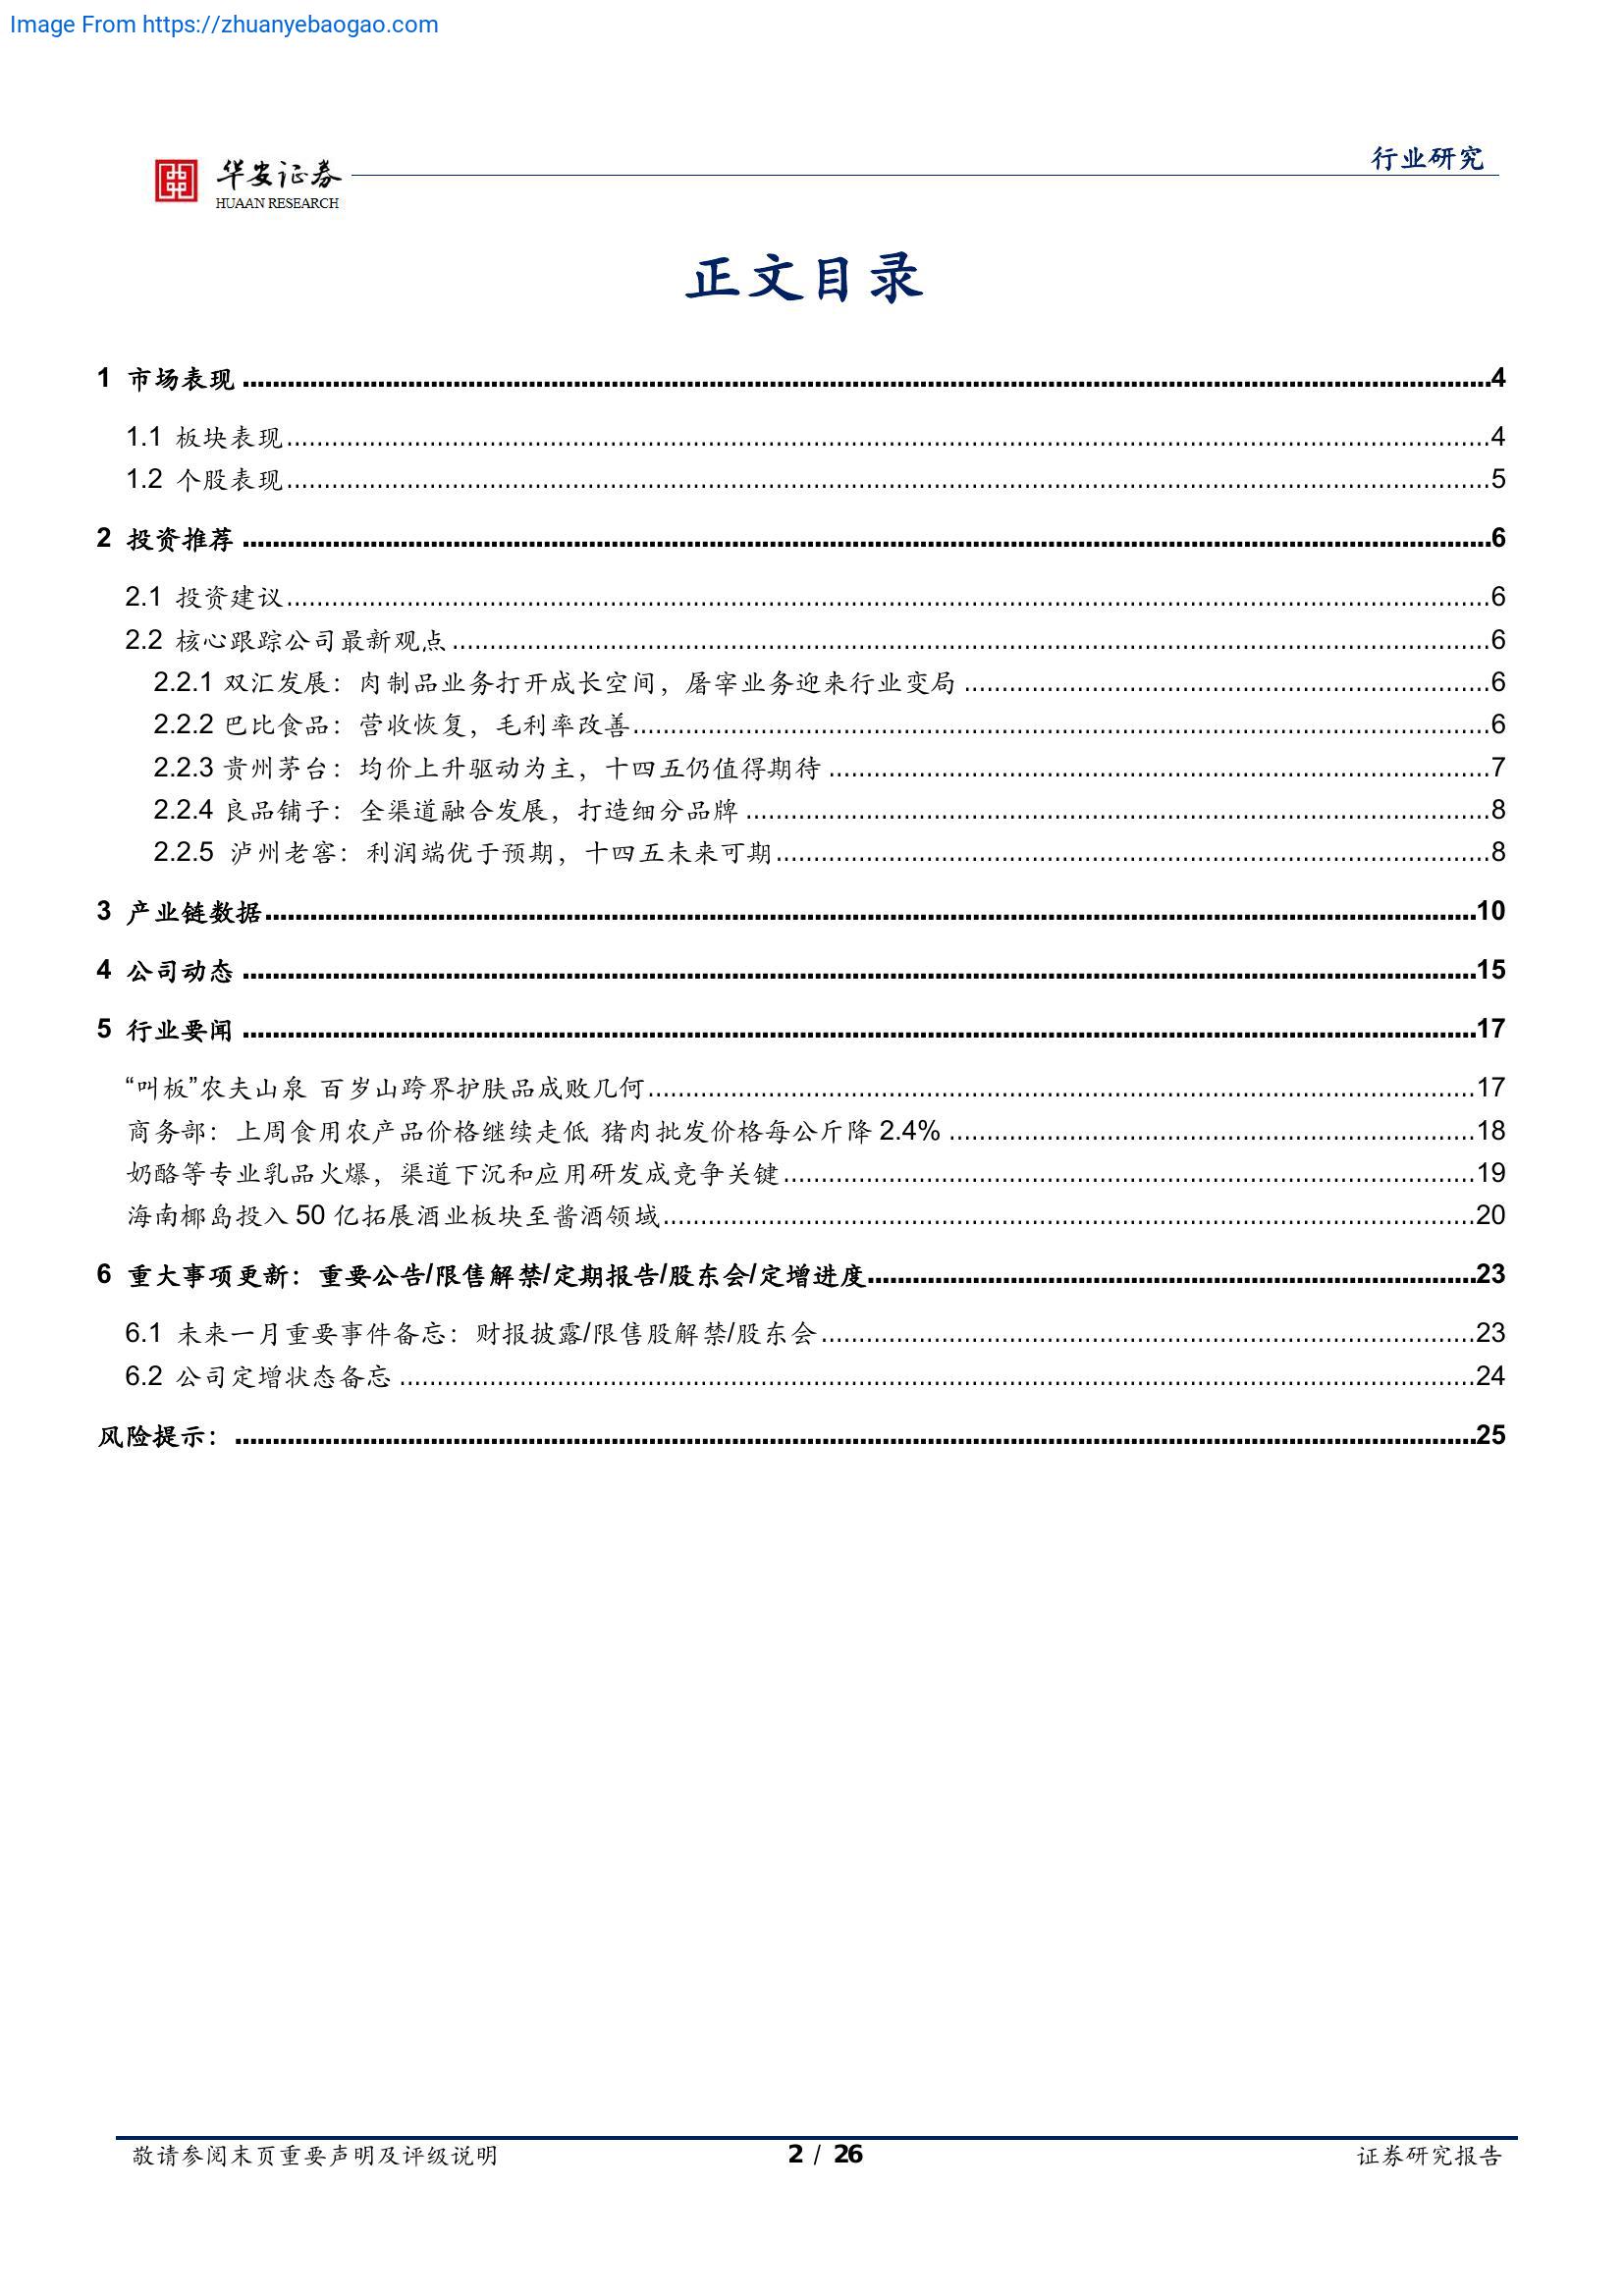 Image From https://zhuanyebaogao.com
华安证券
HUAAN RESEARCH
行业研究
正文目录
1 市场表现 ........ 4
1.1 板块表现 ........ 4
1.2 个股表现 ........ 5
2 投资推荐 ........ 6
2.1 投资建议 ........ 6
2.2 核心跟踪公司最新观点 ........ 6
2.2.1 双汇发展：肉制品业务打开成长空间，屠宰业务迎来行业变局 ........ 6
2.2.2 巴比食品：营收恢复，毛利率改善 ........ 6
2.2.3 贵州茅台：均价上升驱动为主，十四五仍值得期待 ........ 7
2.2.4 良品铺子：全渠道融合发展，打造细分品牌 ........ 8
2.2.5 泸州老窖：利润端优于预期，十四五未来可期 ........ 8
3 产业链数据 ........ 10
4 公司动态 ........ 15
5 行业要闻 ........ 17
“叫板”农夫山泉 百岁山跨界护肤品成败几何 ........ 17
商务部：上周食用农产品价格继续走低 猪肉批发价格每公斤降 2.4% ........ 18
奶酪等专业乳品火爆，渠道下沉和应用研发成竞争关键 ........ 19
海南椰岛投入 50 亿拓展酒业板块至酱酒领域 ........ 20
6 重大事项更新：重要公告/限售解禁/定期报告/股东会/定增进度 ........ 23
6.1 未来一月重要事件备忘：财报披露/限售股解禁/股东会 ........ 23
6.2 公司定增状态备忘 ........ 24
风险提示： ........ 25
敬请参阅末页重要声明及评级说明
2 / 26
证券研究报告